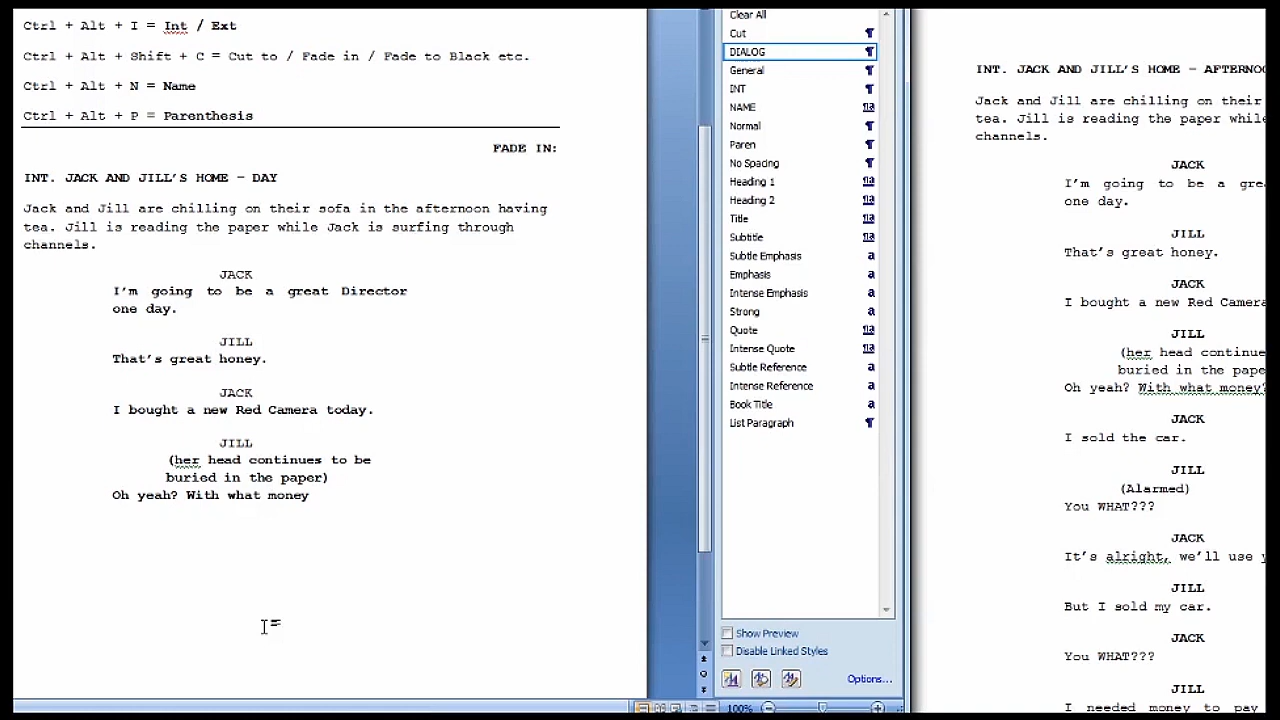 Ctrl + Alt + I = Int / Ext
Ctrl + Alt + Shift + C = Cut to / Fade in / Fade to Black etc.
Ctrl + Alt + N = Name
Ctrl + Alt + P = Parenthesis
FADE IN:
INT. JACK AND JILL'S HOME – DAY
Jack and Jill are chilling on their sofa in the afternoon having
tea. Jill is reading the paper while Jack is surfing through
channels.
JACK
I'm going to be a great Director
one day.
JILL
That's great honey.
JACK
I bought a new Red Camera today.
JILL
(her head continues to be
buried in the paper)
Oh yeah? With what money
Clear All
Cut
DIALOG
General
INT
NAME
Normal
Paren
No Spacing
Heading 1
Heading 2
Title
Subtitle
Subtle Emphasis
Emphasis
Intense Emphasis
Strong
Quote
Intense Quote
Subtle Reference
Intense Reference
Book Title
List Paragraph
Show Preview
Disable Linked Styles
Options...
100%
INT. JACK AND JILL'S HOME – AFTERNOO
Jack and Jill are chilling on their
tea. Jill is reading the paper while
channels.
JACK
I'm going to be a grea
one day.
JILL
That's great honey.
JACK
I bought a new Red Camera
JILL
(her head continue
buried in the pape
Oh yeah? With what money?
JACK
I sold the car.
JILL
(Alarmed)
You WHAT???
JACK
It's alright, we'll use y
JILL
But I sold my car.
JACK
You WHAT???
JILL
I needed money to pay